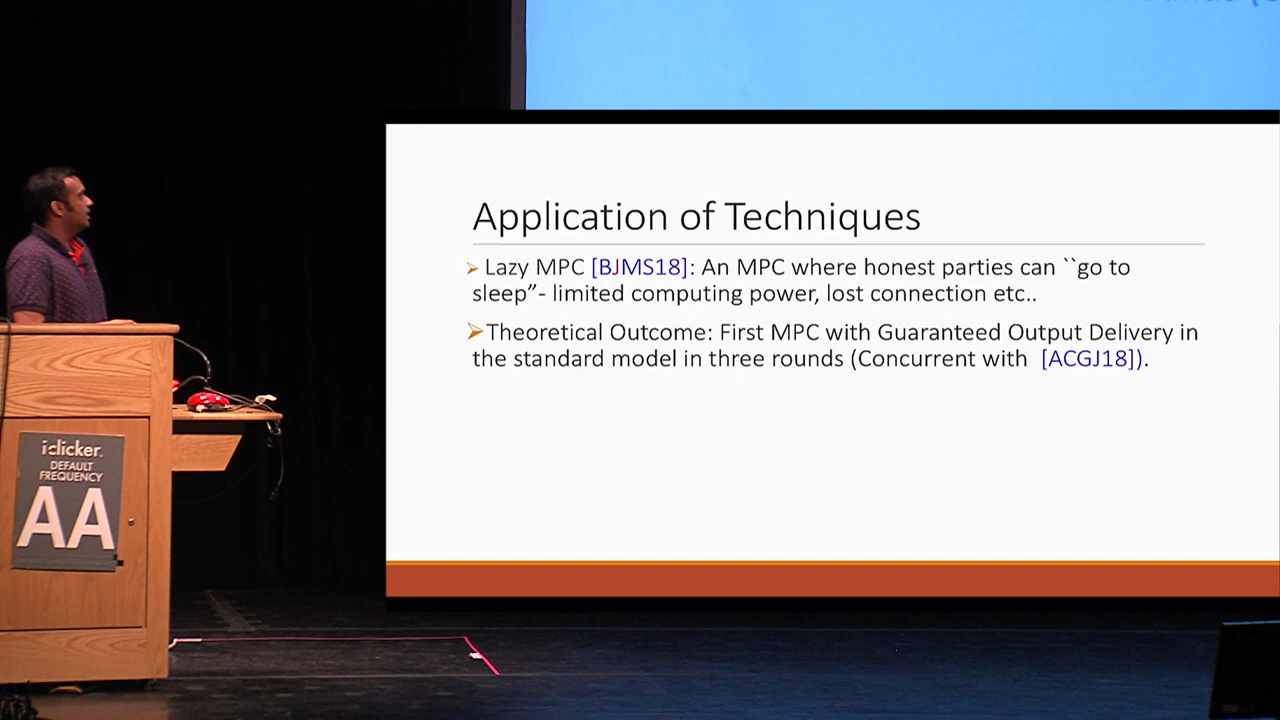 Application of Techniques
➢ Lazy MPC [BJMS18]: An MPC where honest parties can ``go to
sleep”- limited computing power, lost connection etc..
➢Theoretical Outcome: First MPC with Guaranteed Output Delivery in
the standard model in three rounds (Concurrent with [ACGJ18]).
iclicker.
DEFAULT
FREQUENCY
AA